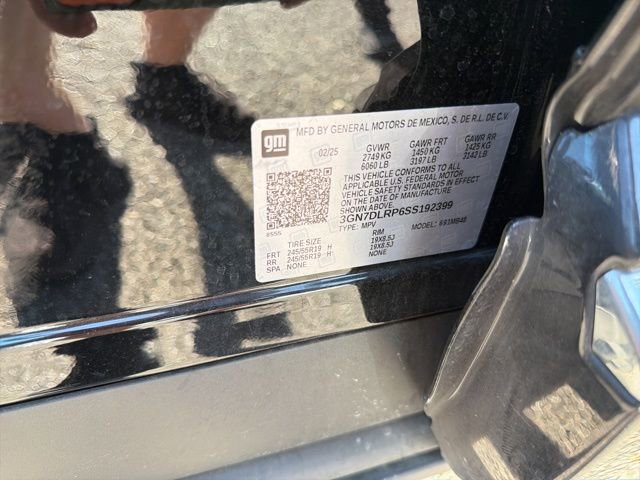 gm
MFD BY GENERAL MOTORS DE MEXICO, S. DE R.L. DE C.V.
02/25 GVWR GAWR FRT GAWR RR
2749 KG 1450 KG 1425 KG
6060 LB 3197 LB 3142 LB
THIS VEHICLE CONFORMS TO ALL
APPLICABLE U.S. FEDERAL MOTOR
VEHICLE SAFETY STANDARDS IN EFFECT
ON THE DATE OF MANUFACTURE
SHOWN ABOVE.
3GN7DLRP6SS192399
TYPE: MPV MODEL: 691MB48
TIRE SIZE RIM
FRT 245/55R19 H 19X8.5J
RR 245/55R19 H 19X8.5J
SPA NONE NONE